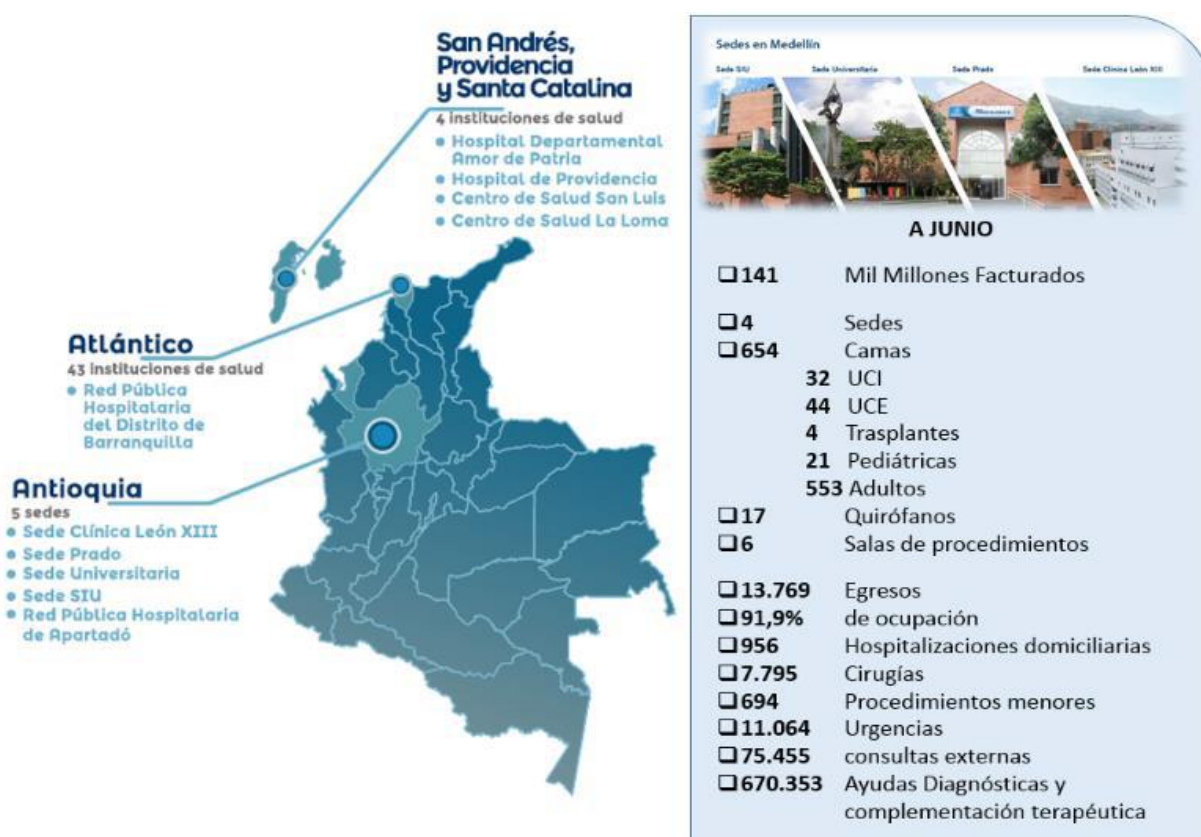 San Andrés,
Providencia
y Santa Catalina
4 instituciones de salud
• Hospital Departamental
Amor de Patria
• Hospital de Providencia
• Centro de Salud San Luis
• Centro de Salud La Loma
Atlántico
43 instituciones de salud
• Red Pública
Hospitalaria
del Distrito de
Barranquilla
Antioquia
5 sedes
• Sede Clínica León XIII
• Sede Prado
• Sede Universitaria
• Sede SIU
• Red Pública Hospitalaria
de Apartadó
Sedes en Medellín
Sede SIU Sede Universitaria Sede Prado Sede Clínica León XIII
A JUNIO
❑141 Mil Millones Facturados
❑4 Sedes
❑654 Camas
32 UCI
44 UCE
4 Trasplantes
21 Pediátricas
553 Adultos
❑17 Quirófanos
❑6 Salas de procedimientos
❑13.769 Egresos
❑91,9% de ocupación
❑956 Hospitalizaciones domiciliarias
❑7.795 Cirugías
❑694 Procedimientos menores
❑11.064 Urgencias
❑75.455 consultas externas
❑670.353 Ayudas Diagnósticas y
complementación terapéutica